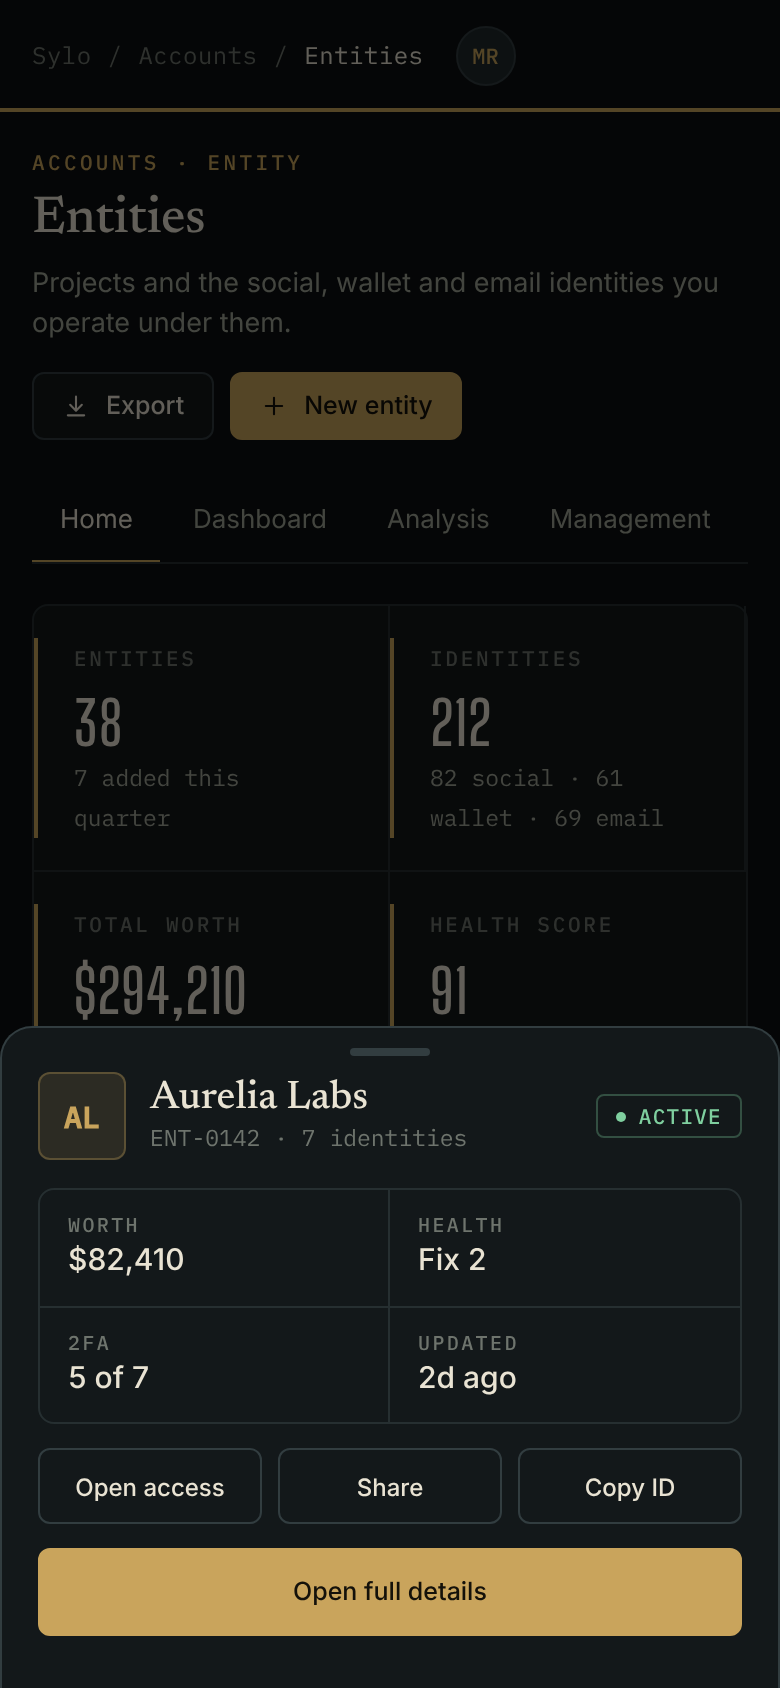 Sylo / Accounts / Entities MR
ACCOUNTS · ENTITY
Entities
Projects and the social, wallet and email identities you
operate under them.
Export New entity
Home Dashboard Analysis Management
ENTITIES IDENTITIES
38 212
7 added this 82 social · 61
quarter wallet · 69 email
TOTAL WORTH HEALTH SCORE
$294,210 91
AL Aurelia Labs ACTIVE
ENT-0142 · 7 identities
WORTH HEALTH
$82,410 Fix 2
2FA UPDATED
5 of 7 2d ago
Open access Share Copy ID
Open full details